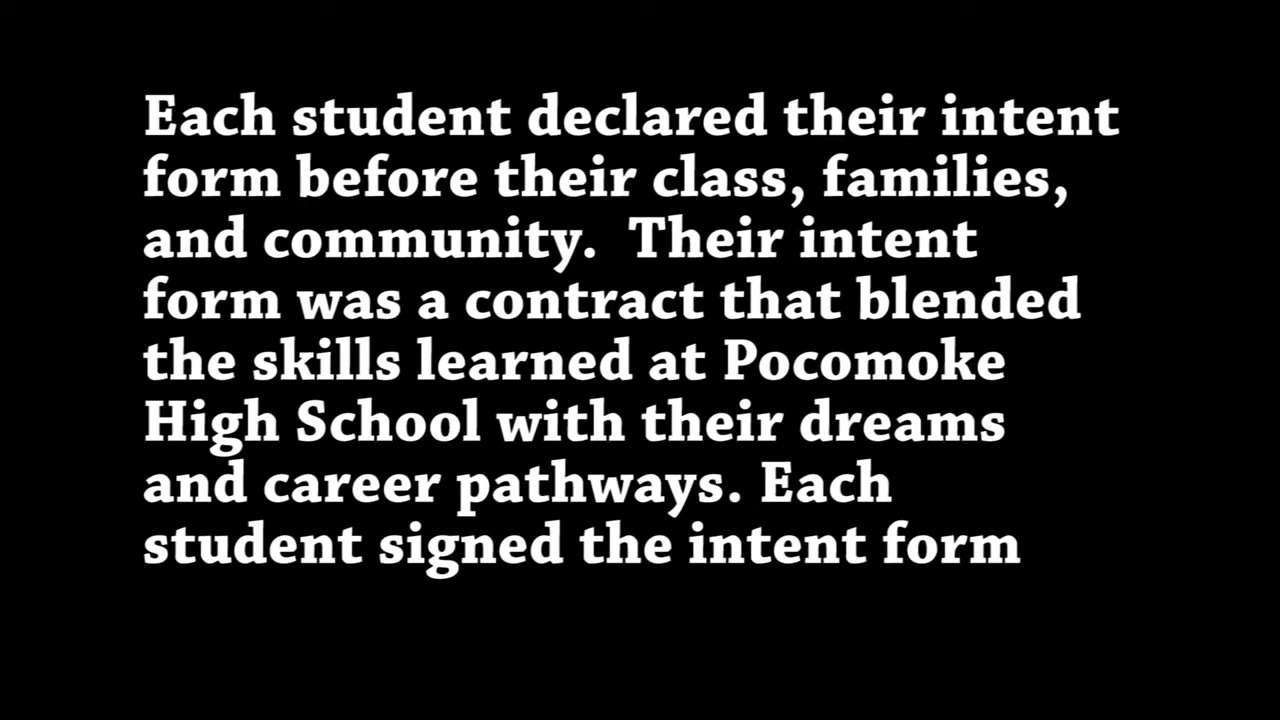 Each student declared their intent
form before their class, families,
and community.  Their intent
form was a contract that blended
the skills learned at Pocomoke
High School with their dreams
and career pathways. Each
student signed the intent form